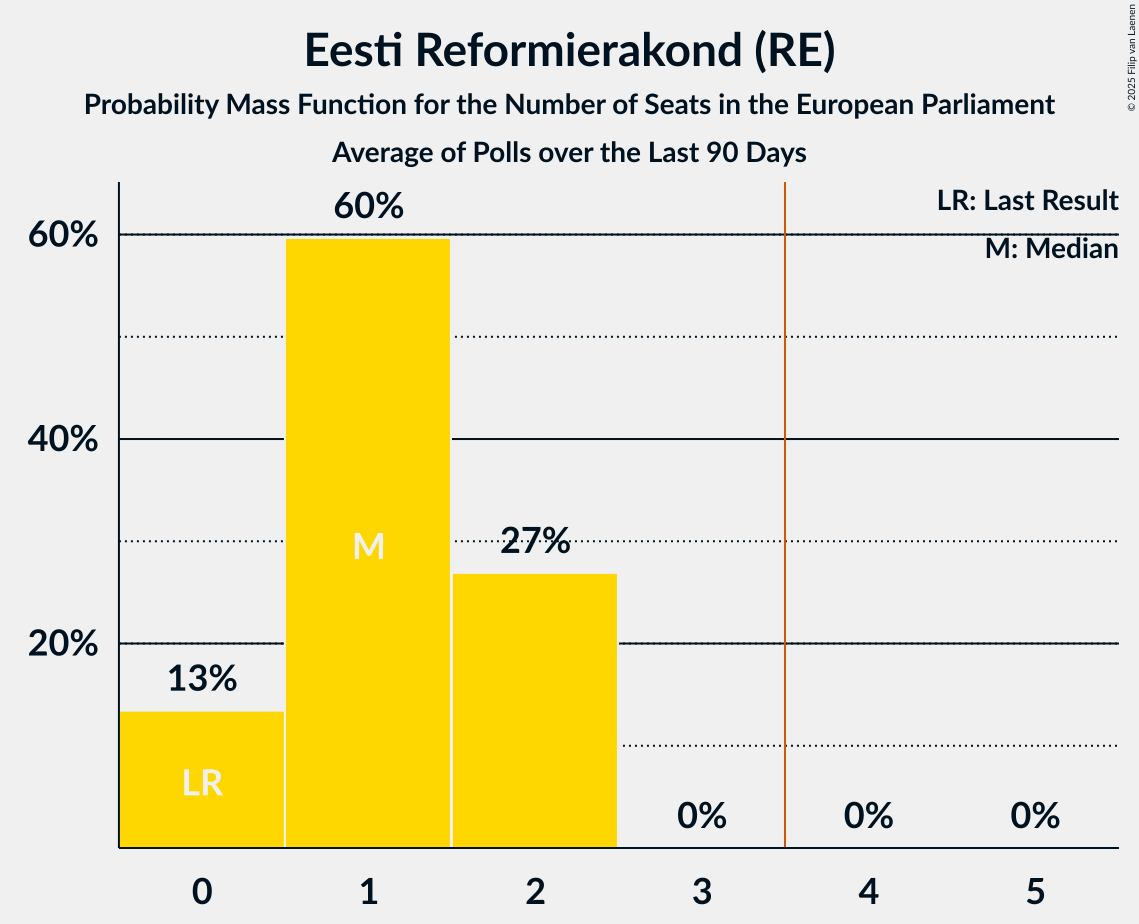 Eesti Reformierakond (RE)
Probability Mass Function for the Number of Seats in the European Parliament
Average of Polls over the Last 90 Days
© 2025 Filip van Laenen
LR: Last Result
M: Median
60%
40%
20%
13%
60%
27%
0%
0%
0%
LR
M
0
1
2
3
4
5